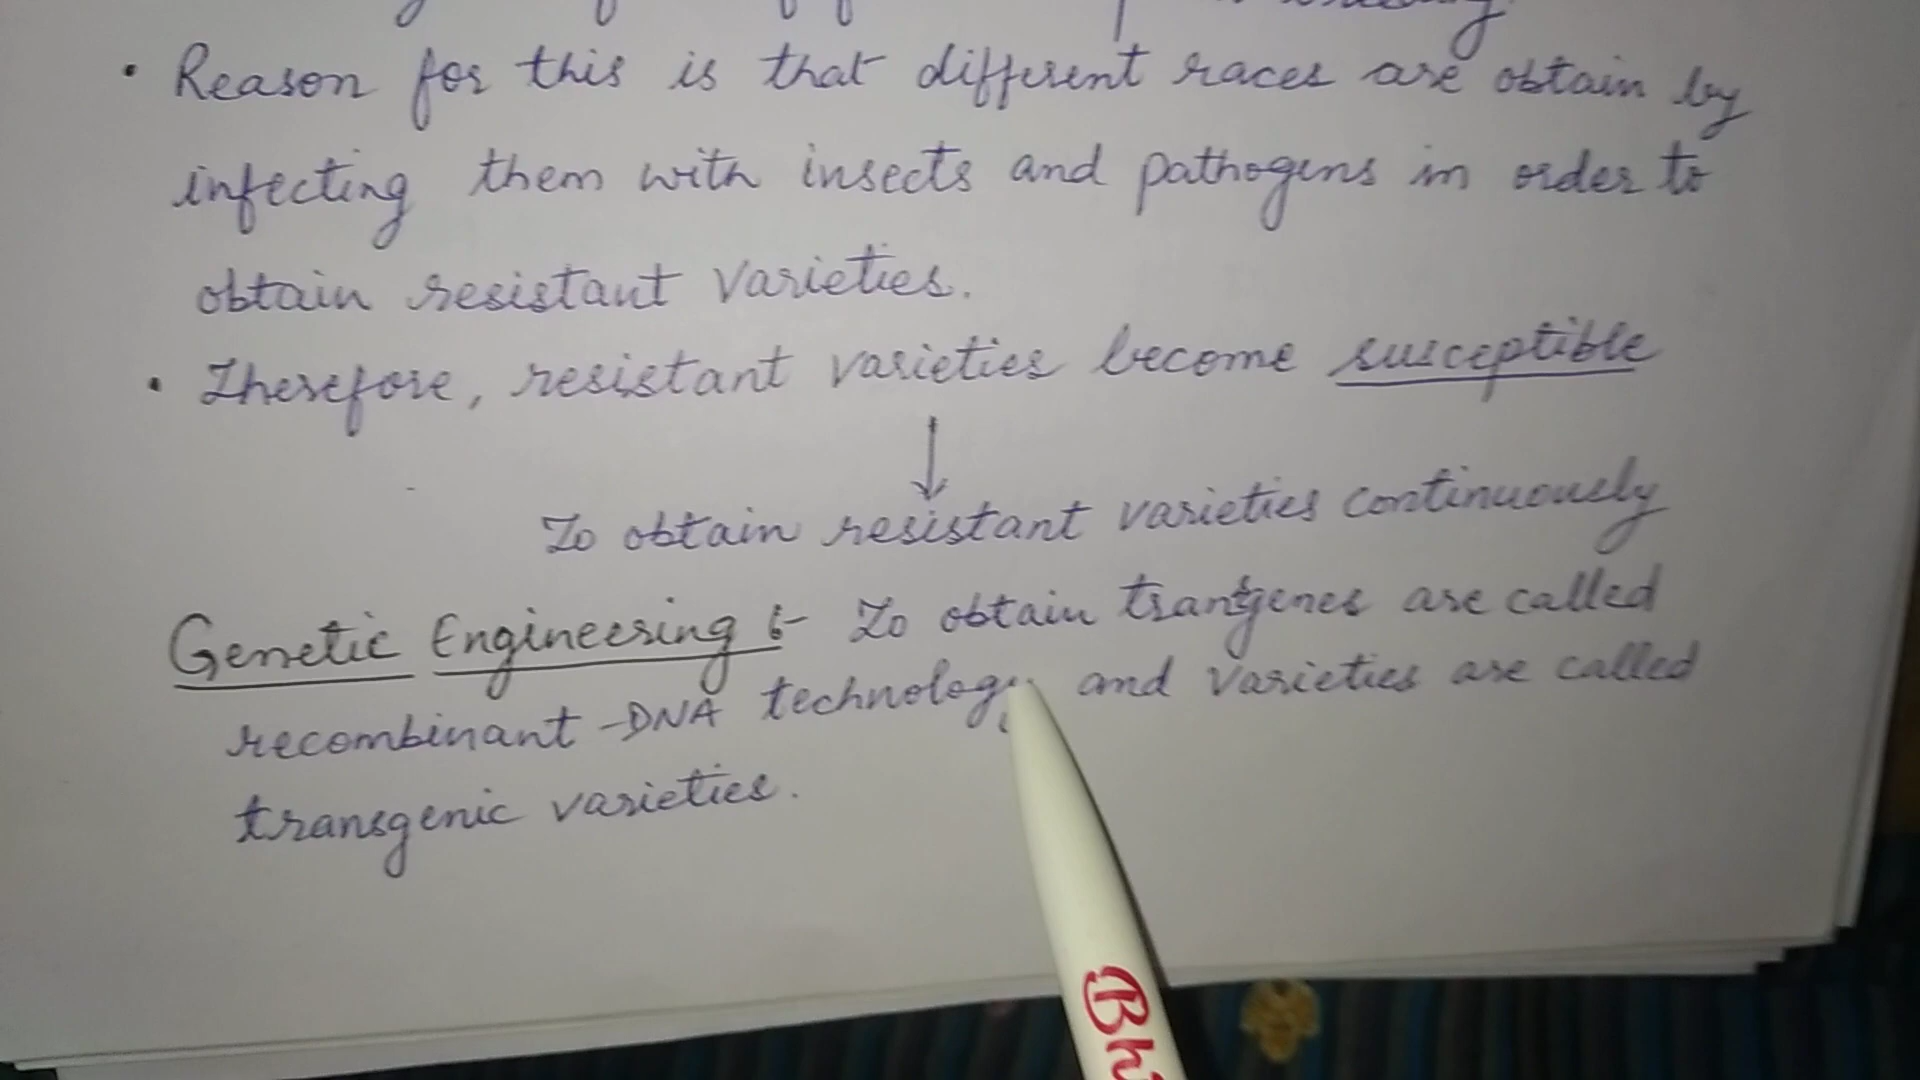 • Reason for this is that different races are obtain by
infecting them with insects and pathogens in order to
obtain resistant varieties.
• Therefore, resistant varieties become susceptible
↓
To obtain resistant varieties continuously
Genetic Engineering :- To obtain transgenes are called
recombinant-DNA technology and varieties are called
transgenic varieties.